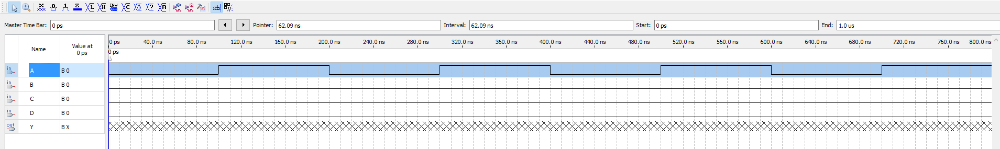 X 0 1 Z L H INV C ? R
Master Time Bar: 0 ps Pointer: 62.09 ns Interval: 62.09 ns Start: 0 ps End: 1.0 us
Name Value at 0 ps
0 ps 40.0 ns 80.0 ns 120.0 ns 160.0 ns 200.0 ns 240.0 ns 280.0 ns 320.0 ns 360.0 ns 400.0 ns 440.0 ns 480.0 ns 520.0 ns 560.0 ns 600.0 ns 640.0 ns 680.0 ns 720.0 ns 760.0 ns 800.0 ns
0 ps
in A B 0
in B B 0
in C B 0
in D B 0
out Y B X